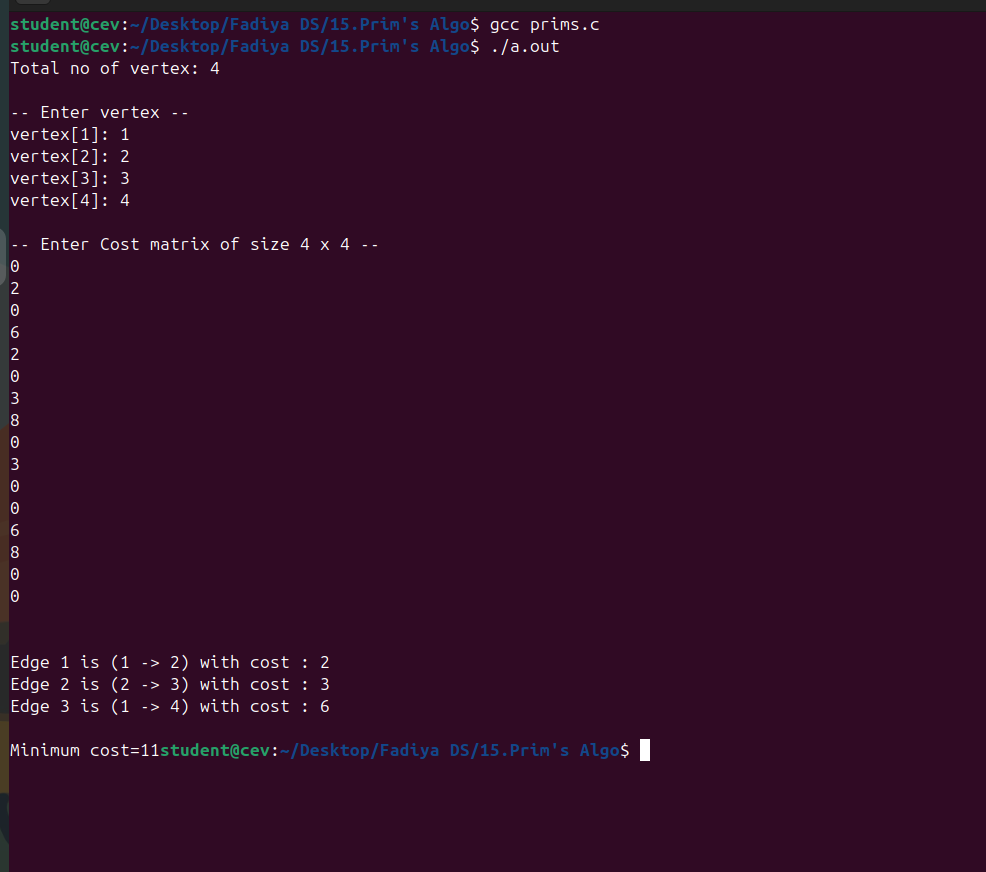 student@cev:~/Desktop/Fadiya DS/15.Prim's Algo$ gcc prims.c
student@cev:~/Desktop/Fadiya DS/15.Prim's Algo$ ./a.out
Total no of vertex: 4
-- Enter vertex --
vertex[1]: 1
vertex[2]: 2
vertex[3]: 3
vertex[4]: 4
-- Enter Cost matrix of size 4 x 4 --
0
2
0
6
2
0
3
8
0
3
0
0
6
8
0
0
Edge 1 is (1 -> 2) with cost : 2
Edge 2 is (2 -> 3) with cost : 3
Edge 3 is (1 -> 4) with cost : 6
Minimum cost=11student@cev:~/Desktop/Fadiya DS/15.Prim's Algo$